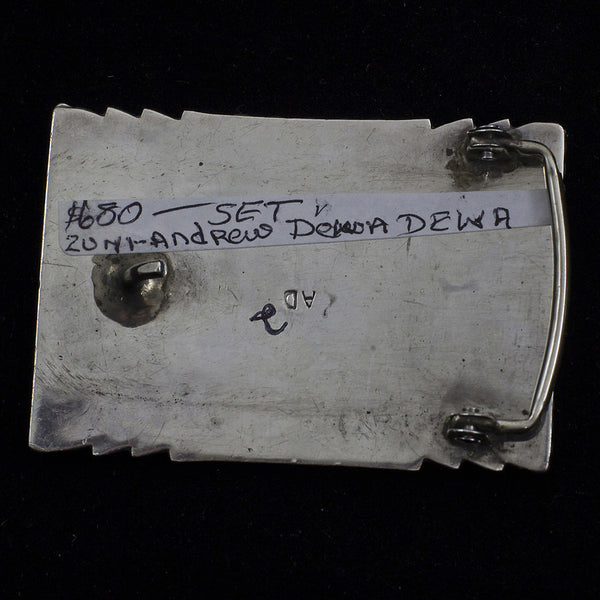 $680 — SET
ZUNI-ANDREW DEWA DEWA
AD